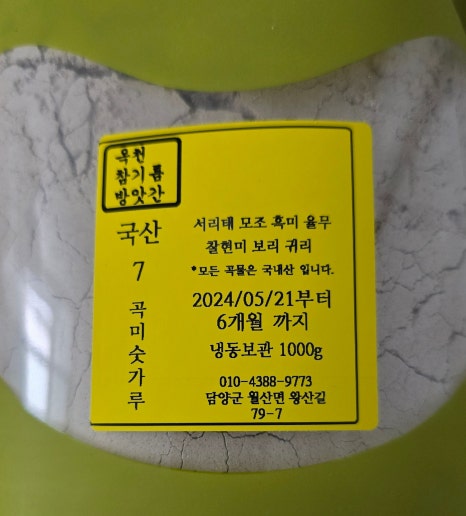 옥천
참기름
방앗간
국산
7
곡
미
숫
가
루
서리태 모조 흑미 율무
찰현미 보리 귀리
*모든 곡물은 국내산 입니다.
2024/05/21부터
6개월 까지
냉동보관 1000g
010-4388-9773
담양군 월산면 왕산길
79-7